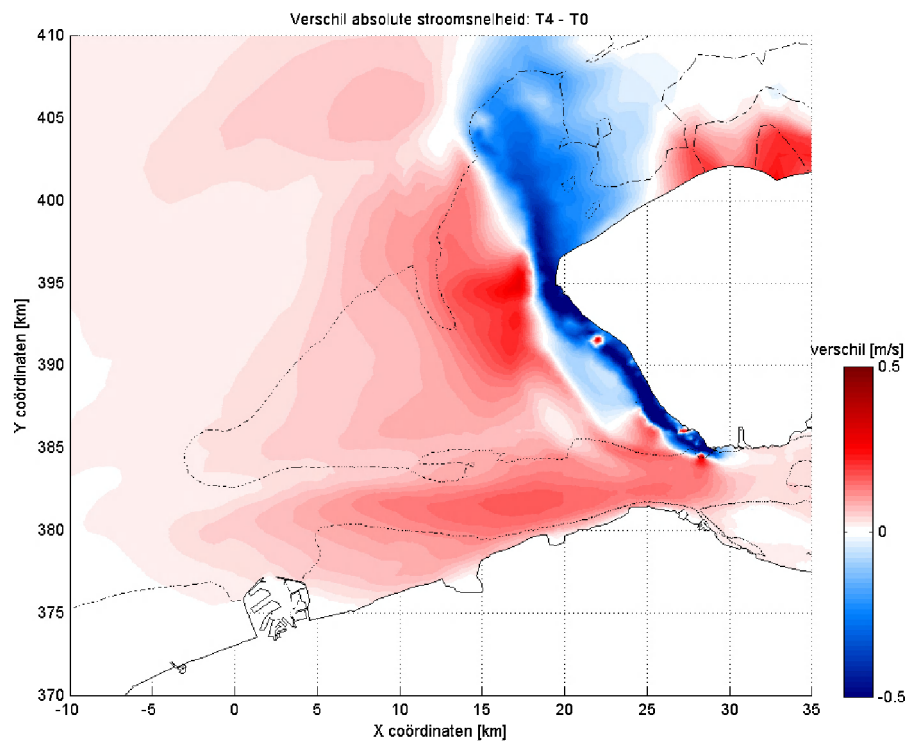 Verschil absolute stroomsnelheid: T4 - T0
410
405
400
395
390
385
380
375
370
Y coördinaten [km]
-10 -5 0 5 10 15 20 25 30 35
X coördinaten [km]
verschil [m/s]
0.5
0
-0.5